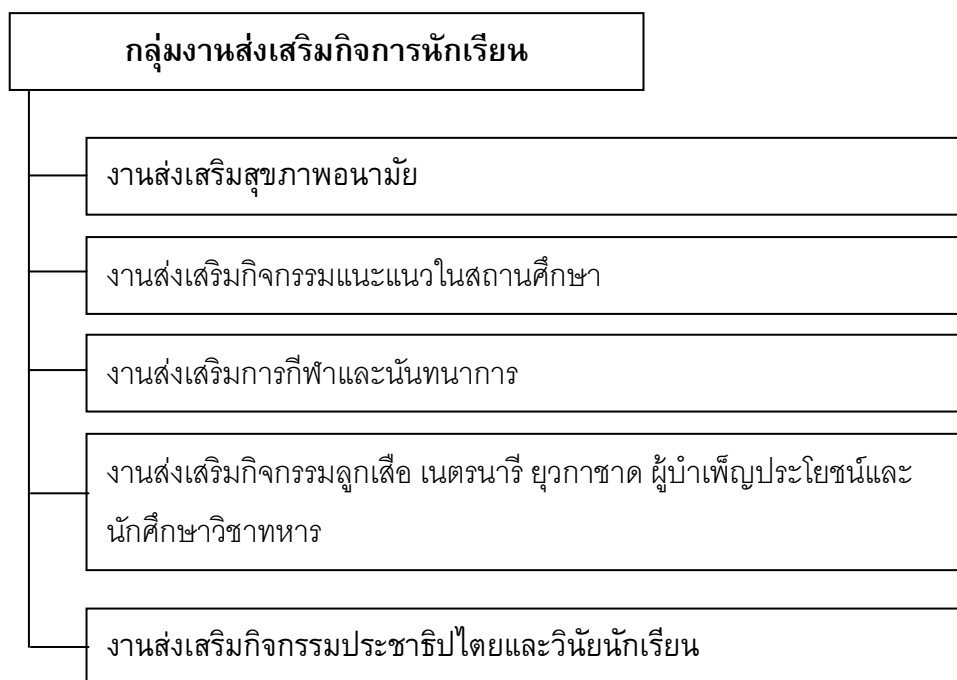 กลุ่มงานส่งเสริมกิจการนักเรียน
งานส่งเสริมสุขภาพอนามัย
งานส่งเสริมกิจกรรมแนะแนวในสถานศึกษา
งานส่งเสริมการกีฬาและนันทนาการ
งานส่งเสริมกิจกรรมลูกเสือ เนตรนารี ยุวกาชาด ผู้บำเพ็ญประโยชน์และ
นักศึกษาวิชาทหาร
งานส่งเสริมกิจกรรมประชาธิปไตยและวินัยนักเรียน